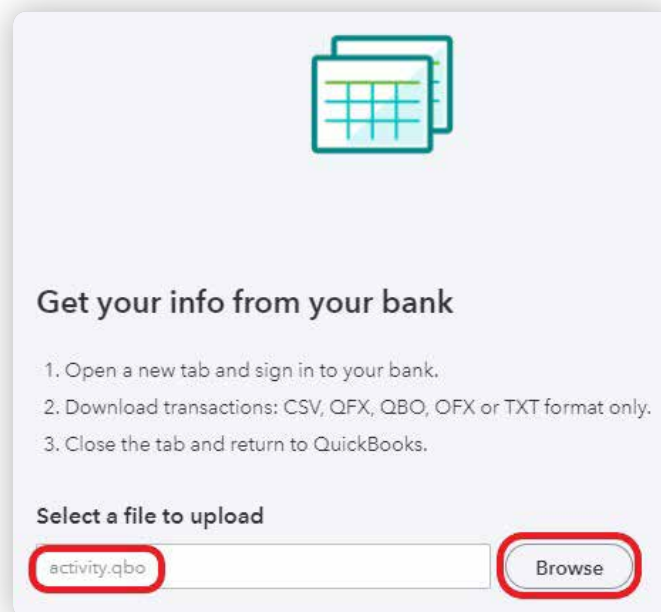 Get your info from your bank
1. Open a new tab and sign in to your bank.
2. Download transactions: CSV, QFX, QBO, OFX or TXT format only.
3. Close the tab and return to QuickBooks.
Select a file to upload
activity.qbo Browse